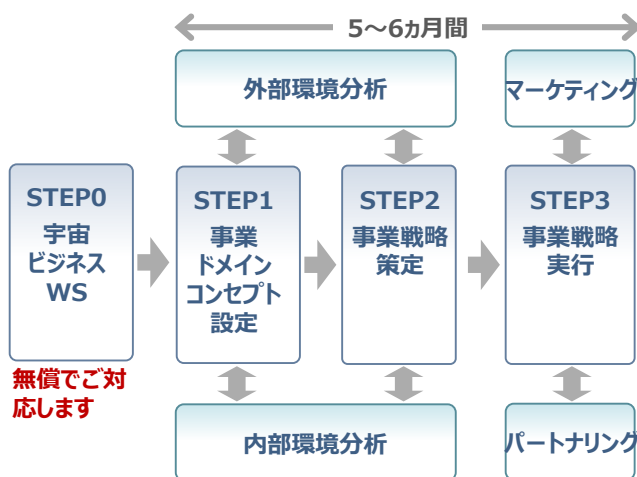 5～6ヵ月間
外部環境分析
マーケティング
STEP0
宇宙
ビジネス
WS
STEP1
事業
ドメイン
コンセプト
設定
STEP2
事業戦略
策定
STEP3
事業戦略
実行
無償でご対
応します
内部環境分析
パートナリング